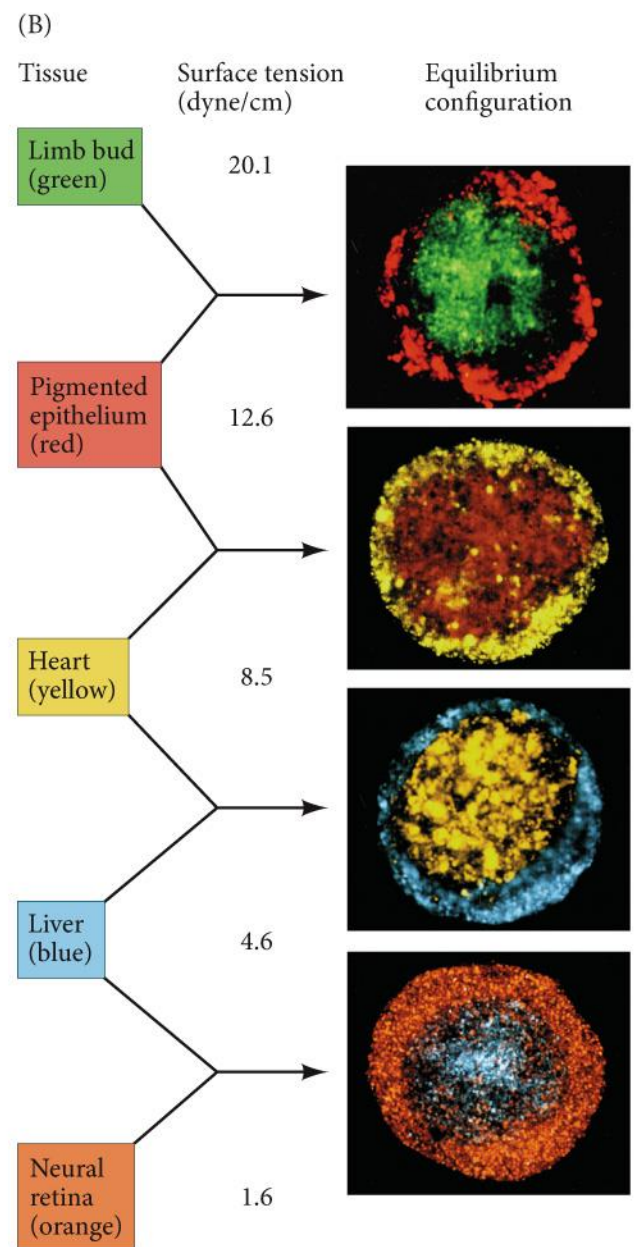 (B)
Tissue
Surface tension
(dyne/cm)
Equilibrium
configuration
Limb bud
(green)
20.1
Pigmented
epithelium
(red)
12.6
Heart
(yellow)
8.5
Liver
(blue)
4.6
Neural
retina
(orange)
1.6